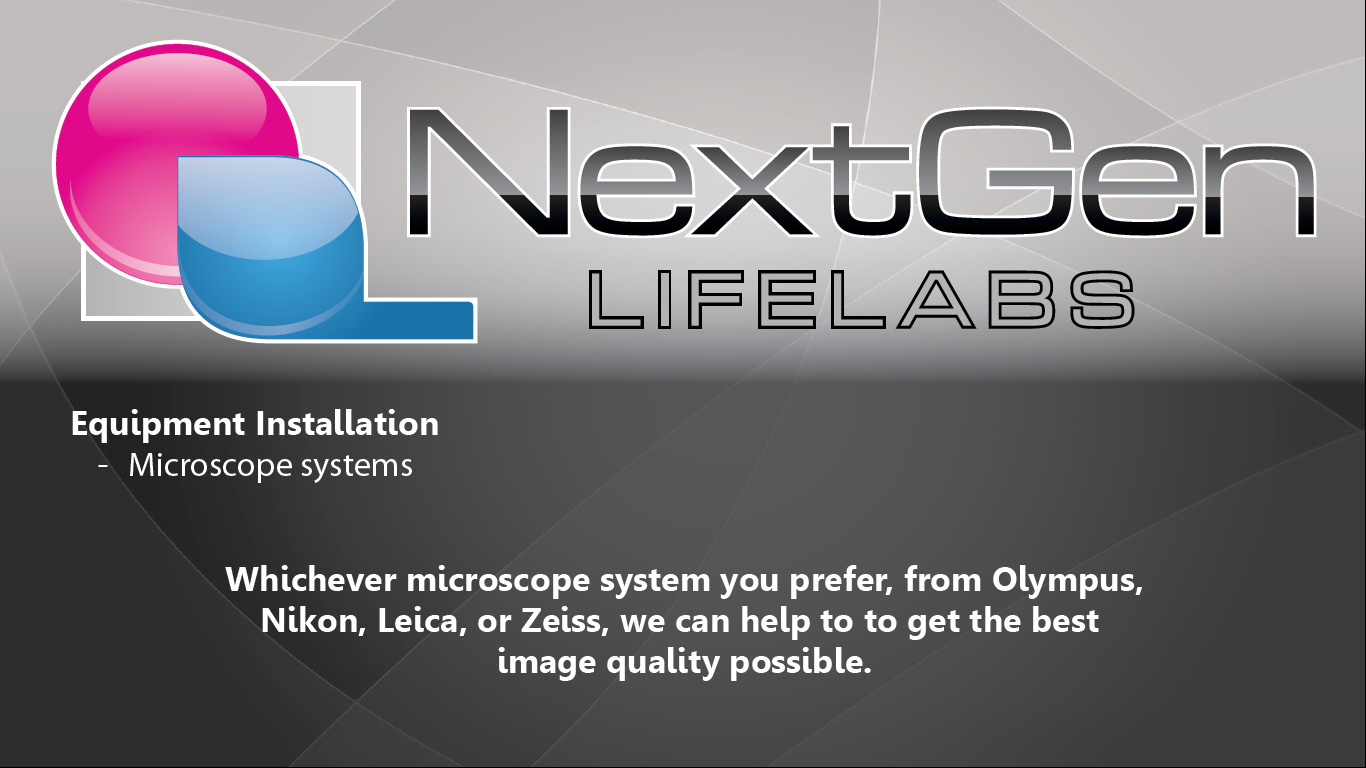 NextGen
LIFELABS
Equipment Installation
- Microscope systems
Whichever microscope system you prefer, from Olympus,
Nikon, Leica, or Zeiss, we can help to to get the best
image quality possible.